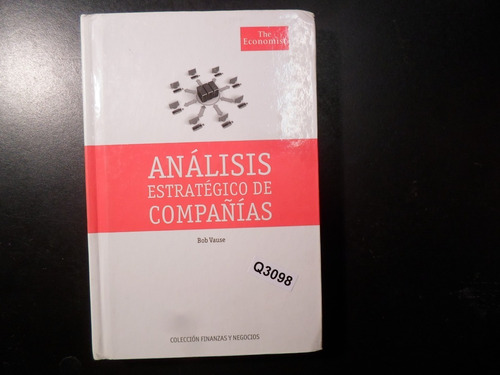 The
Economist
ANÁLISIS
ESTRATÉGICO DE
COMPAÑÍAS
Bob Vause
Q3098
COLECCIÓN FINANZAS Y NEGOCIOS